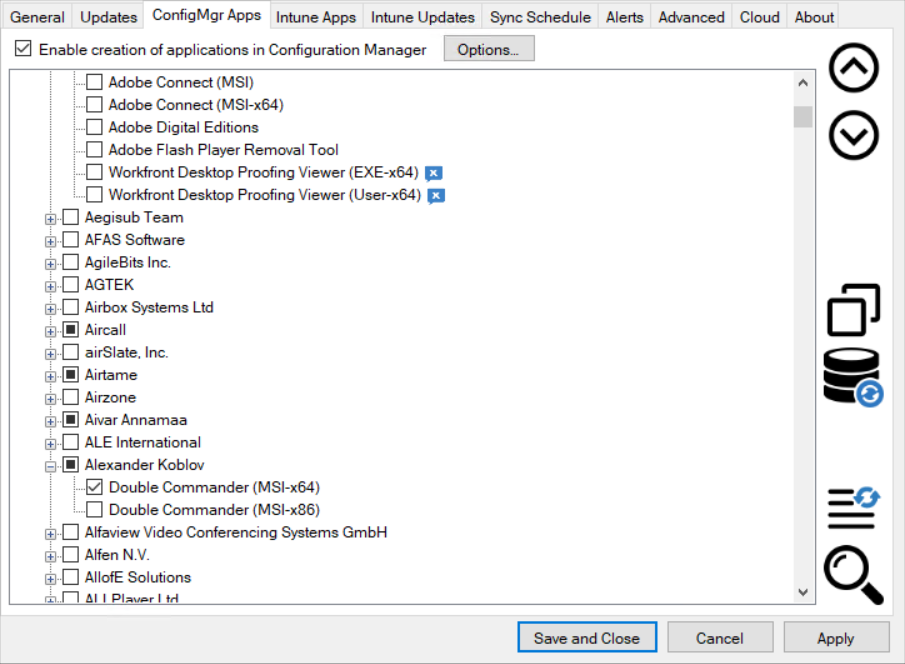 General Updates ConfigMgr Apps Intune Apps Intune Updates Sync Schedule Alerts Advanced Cloud About
Enable creation of applications in Configuration Manager Options...
Adobe Connect (MSI)
Adobe Connect (MSI-x64)
Adobe Digital Editions
Adobe Flash Player Removal Tool
Workfront Desktop Proofing Viewer (EXE-x64)
Workfront Desktop Proofing Viewer (User-x64)
Aegisub Team
AFAS Software
AgileBits Inc.
AGTEK
Airbox Systems Ltd
Aircall
airSlate, Inc.
Airtame
Airzone
Aivar Annamaa
ALE International
Alexander Koblov
Double Commander (MSI-x64)
Double Commander (MSI-x86)
Alfaview Video Conferencing Systems GmbH
Alfen N.V.
AllofE Solutions
ALLPlayer Ltd
Save and Close Cancel Apply